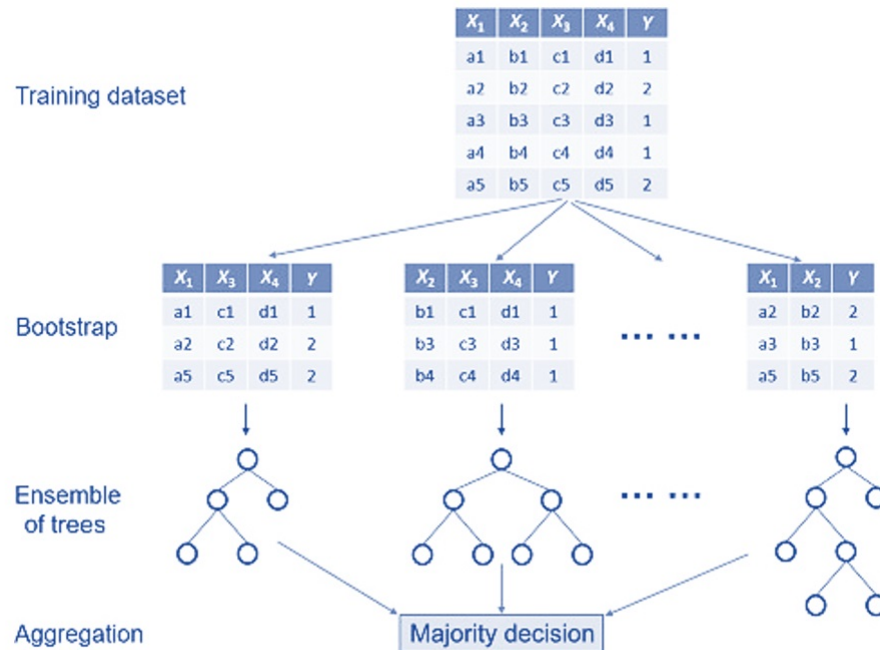 X1 X2 X3 X4 Y
a1 b1 c1 d1 1
Training dataset
a2 b2 c2 d2 2
a3 b3 c3 d3 1
a4 b4 c4 d4 1
a5 b5 c5 d5 2
X1 X3 X4 Y
a1 c1 d1 1
a2 c2 d2 2
a5 c5 d5 2
X2 X3 X4 Y
b1 c1 d1 1
b3 c3 d3 1
b4 c4 d4 1
X1 X2 Y
a2 b2 2
a3 b3 1
a5 b5 2
Bootstrap
... ...
Ensemble
of trees
... ...
Aggregation
Majority decision